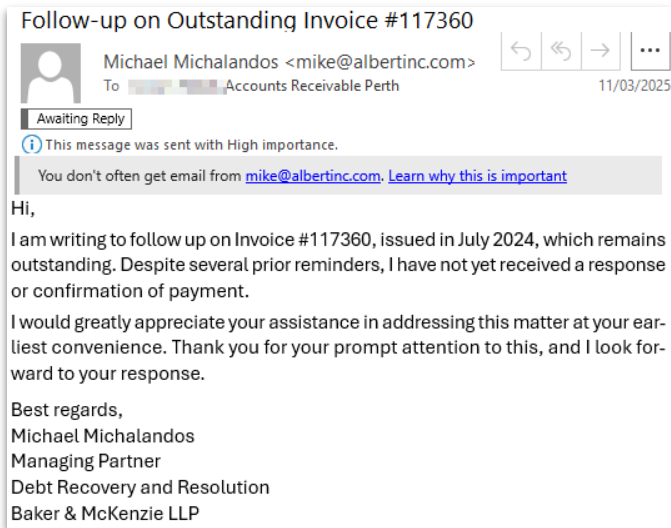 Follow-up on Outstanding Invoice #117360
Michael Michalandos <mike@albertinc.com>
To Accounts Receivable Perth
11/03/2025
Awaiting Reply
This message was sent with High importance.
You don't often get email from mike@albertinc.com. Learn why this is important
Hi,
I am writing to follow up on Invoice #117360, issued in July 2024, which remains
outstanding. Despite several prior reminders, I have not yet received a response
or confirmation of payment.
I would greatly appreciate your assistance in addressing this matter at your ear-
liest convenience. Thank you for your prompt attention to this, and I look for-
ward to your response.
Best regards,
Michael Michalandos
Managing Partner
Debt Recovery and Resolution
Baker & McKenzie LLP